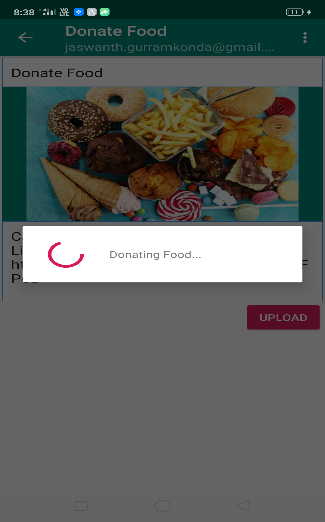 8:38
Donate Food
jaswanth.gurramkonda@gmail....
Donate Food
Donating Food...
UPLOAD